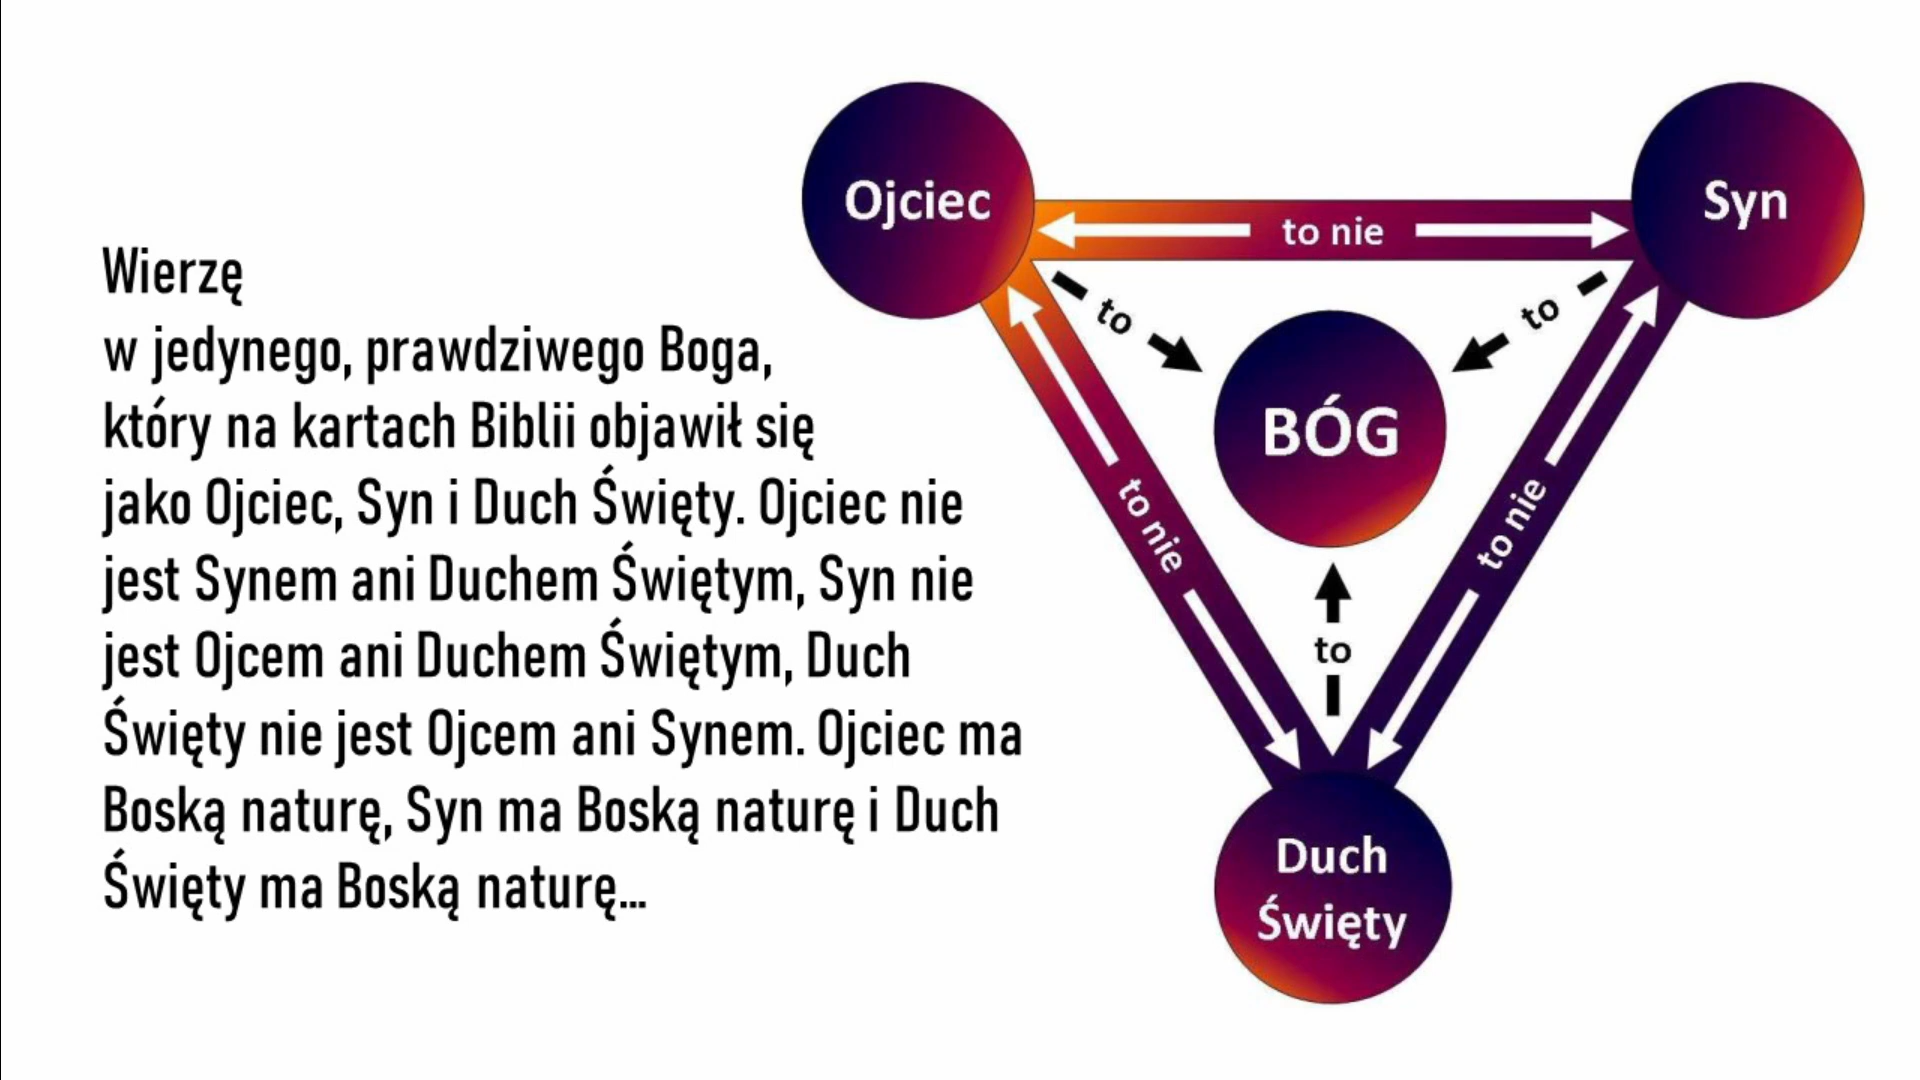 Wierzę
w jedynego, prawdziwego Boga,
który na kartach Biblii objawił się
jako Ojciec, Syn i Duch Święty. Ojciec nie
jest Synem ani Duchem Świętym, Syn nie
jest Ojcem ani Duchem Świętym, Duch
Święty nie jest Ojcem ani Synem. Ojciec ma
Boską naturę, Syn ma Boską naturę i Duch
Święty ma Boską naturę...
Ojciec
to nie
Syn
to
to
BÓG
to nie
to nie
to
Duch
Święty